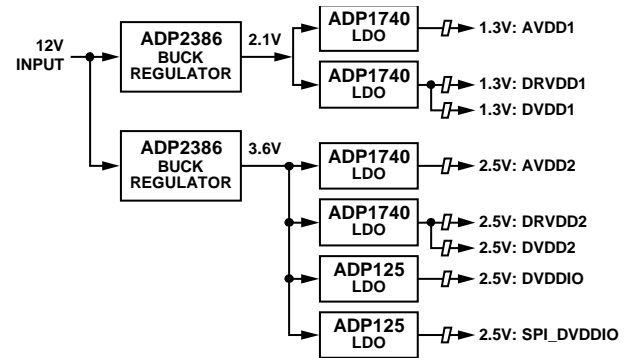 12V
INPUT
ADP2386
BUCK
REGULATOR
2.1V
ADP1740
LDO
1.3V: AVDD1
ADP1740
LDO
1.3V: DRVDD1
1.3V: DVDD1
ADP2386
BUCK
REGULATOR
3.6V
ADP1740
LDO
2.5V: AVDD2
ADP1740
LDO
2.5V: DRVDD2
2.5V: DVDD2
ADP125
LDO
2.5V: DVDDIO
ADP125
LDO
2.5V: SPI_DVDDIO